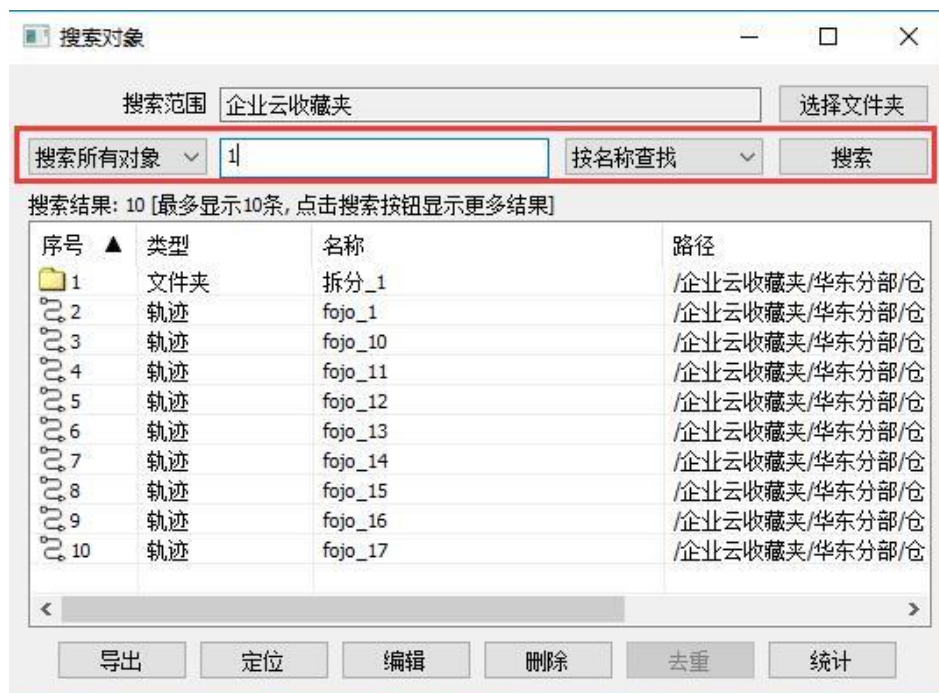 搜索对象
搜索范围 企业云收藏夹 选择文件夹
搜索所有对象 1 按名称查找 搜索
搜索结果: 10 [最多显示10条, 点击搜索按钮显示更多结果]
序号 ▲ 类型 名称 路径
1 文件夹 拆分_1 /企业云收藏夹/华东分部/仓
2 轨迹 fojo_1 /企业云收藏夹/华东分部/仓
3 轨迹 fojo_10 /企业云收藏夹/华东分部/仓
4 轨迹 fojo_11 /企业云收藏夹/华东分部/仓
5 轨迹 fojo_12 /企业云收藏夹/华东分部/仓
6 轨迹 fojo_13 /企业云收藏夹/华东分部/仓
7 轨迹 fojo_14 /企业云收藏夹/华东分部/仓
8 轨迹 fojo_15 /企业云收藏夹/华东分部/仓
9 轨迹 fojo_16 /企业云收藏夹/华东分部/仓
10 轨迹 fojo_17 /企业云收藏夹/华东分部/仓
导出 定位 编辑 删除 去重 统计